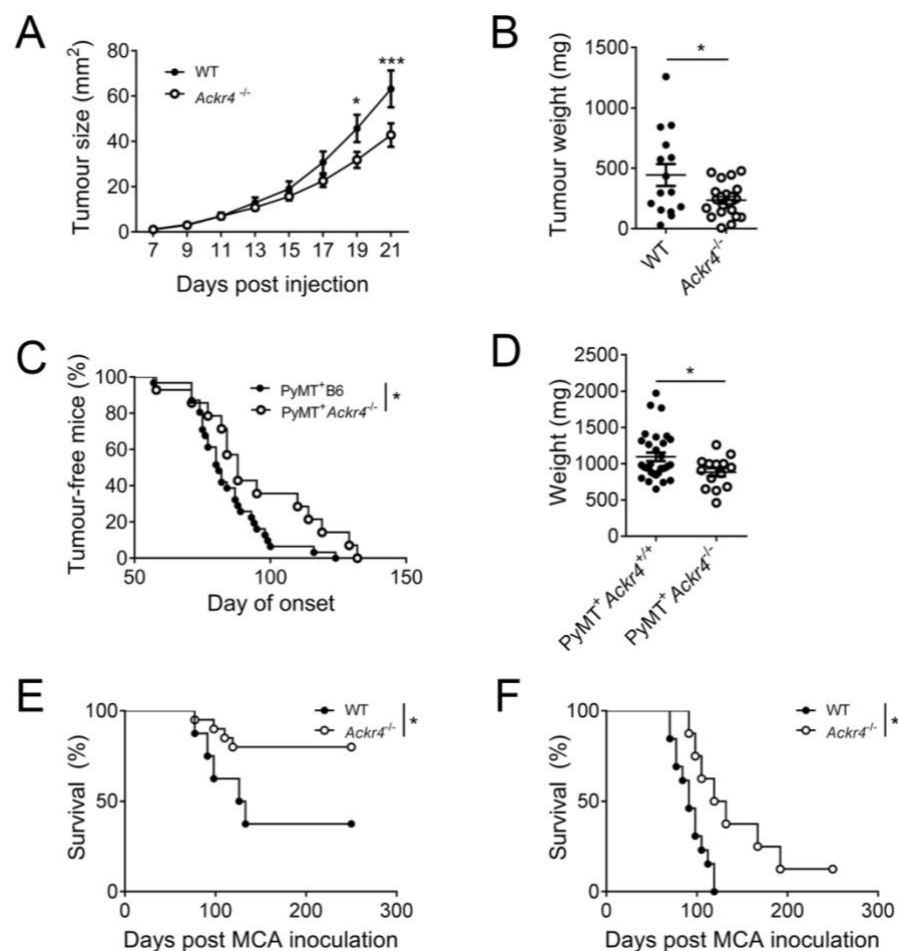 A
Tumour size (mm²)
80
60
40
20
0
WT
Ackr4⁻/⁻
*
***
7 9 11 13 15 17 19 21
Days post injection
B
Tumour weight (mg)
1500
1000
500
0
*
WT
Ackr4⁻/⁻
C
Tumour-free mice (%)
100
80
60
40
20
0
PyMT⁺B6
PyMT⁺Ackr4⁻/⁻
*
50 100 150
Day of onset
D
Weight (mg)
2500
2000
1500
1000
500
0
*
PyMT⁺ Ackr4⁺/⁺
PyMT⁺ Ackr4⁻/⁻
E
Survival (%)
100
50
0
WT
Ackr4⁻/⁻
*
0 100 200 300
Days post MCA inoculation
F
Survival (%)
100
50
0
WT
Ackr4⁻/⁻
*
0 100 200 300
Days post MCA inoculation